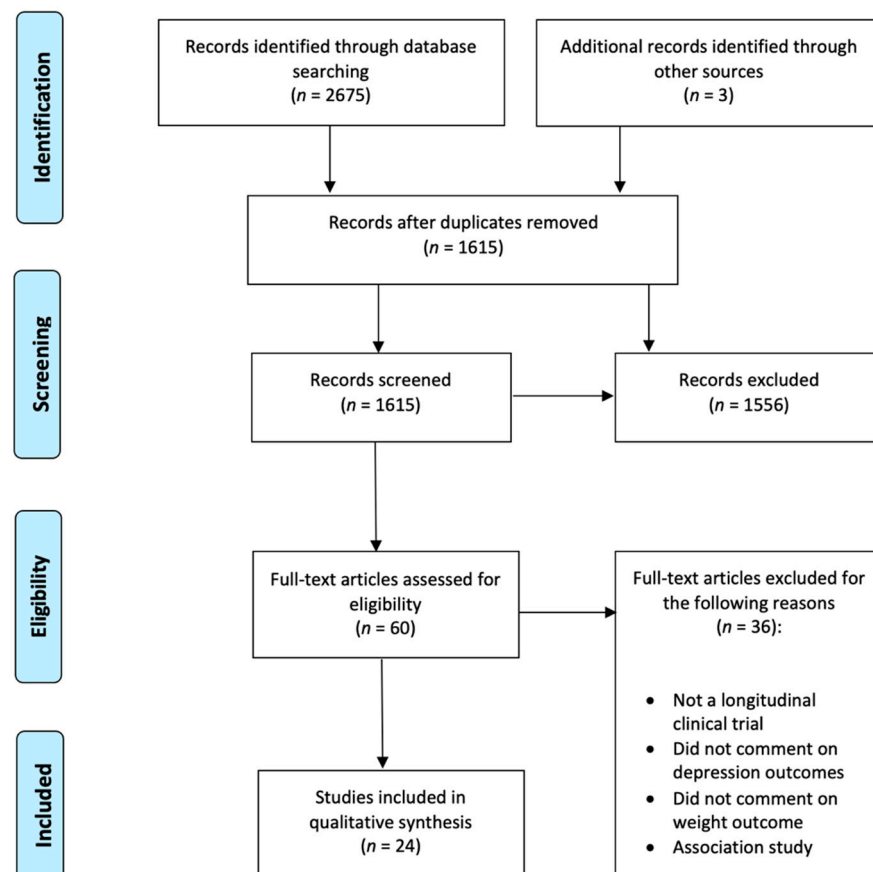 Identification
Records identified through database
searching
(n = 2675)
Additional records identified through
other sources
(n = 3)
Records after duplicates removed
(n = 1615)
Screening
Records screened
(n = 1615)
Records excluded
(n = 1556)
Eligibility
Full-text articles assessed for
eligibility
(n = 60)
Full-text articles excluded for
the following reasons
(n = 36):
• Not a longitudinal
clinical trial
• Did not comment on
depression outcomes
• Did not comment on
weight outcome
• Association study
Included
Studies included in
qualitative synthesis
(n = 24)